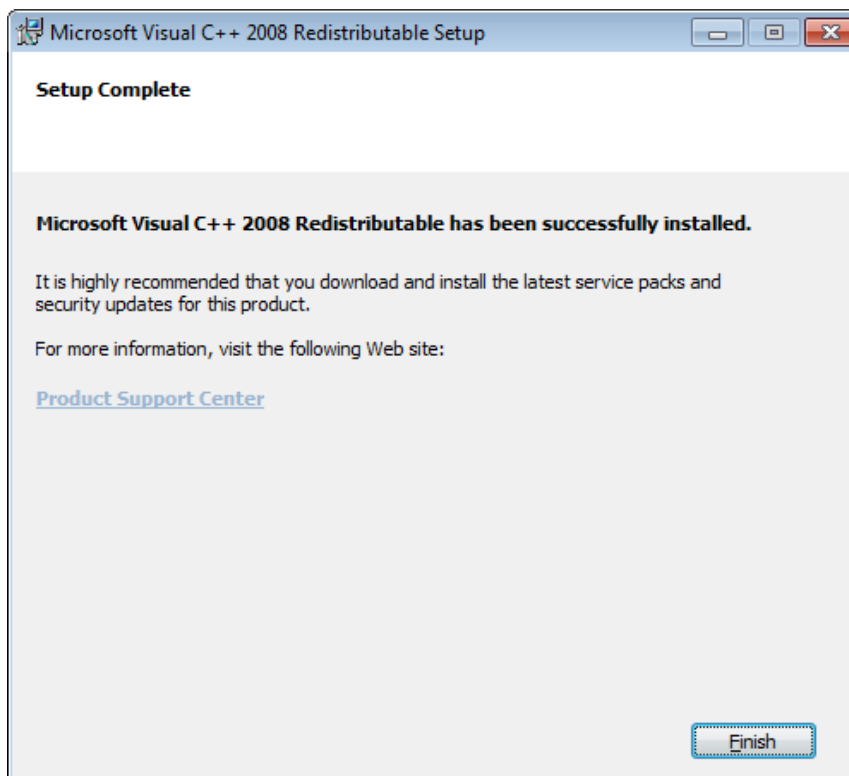 Microsoft Visual C++ 2008 Redistributable Setup
Setup Complete
Microsoft Visual C++ 2008 Redistributable has been successfully installed.
It is highly recommended that you download and install the latest service packs and
security updates for this product.
For more information, visit the following Web site:
Product Support Center
Finish